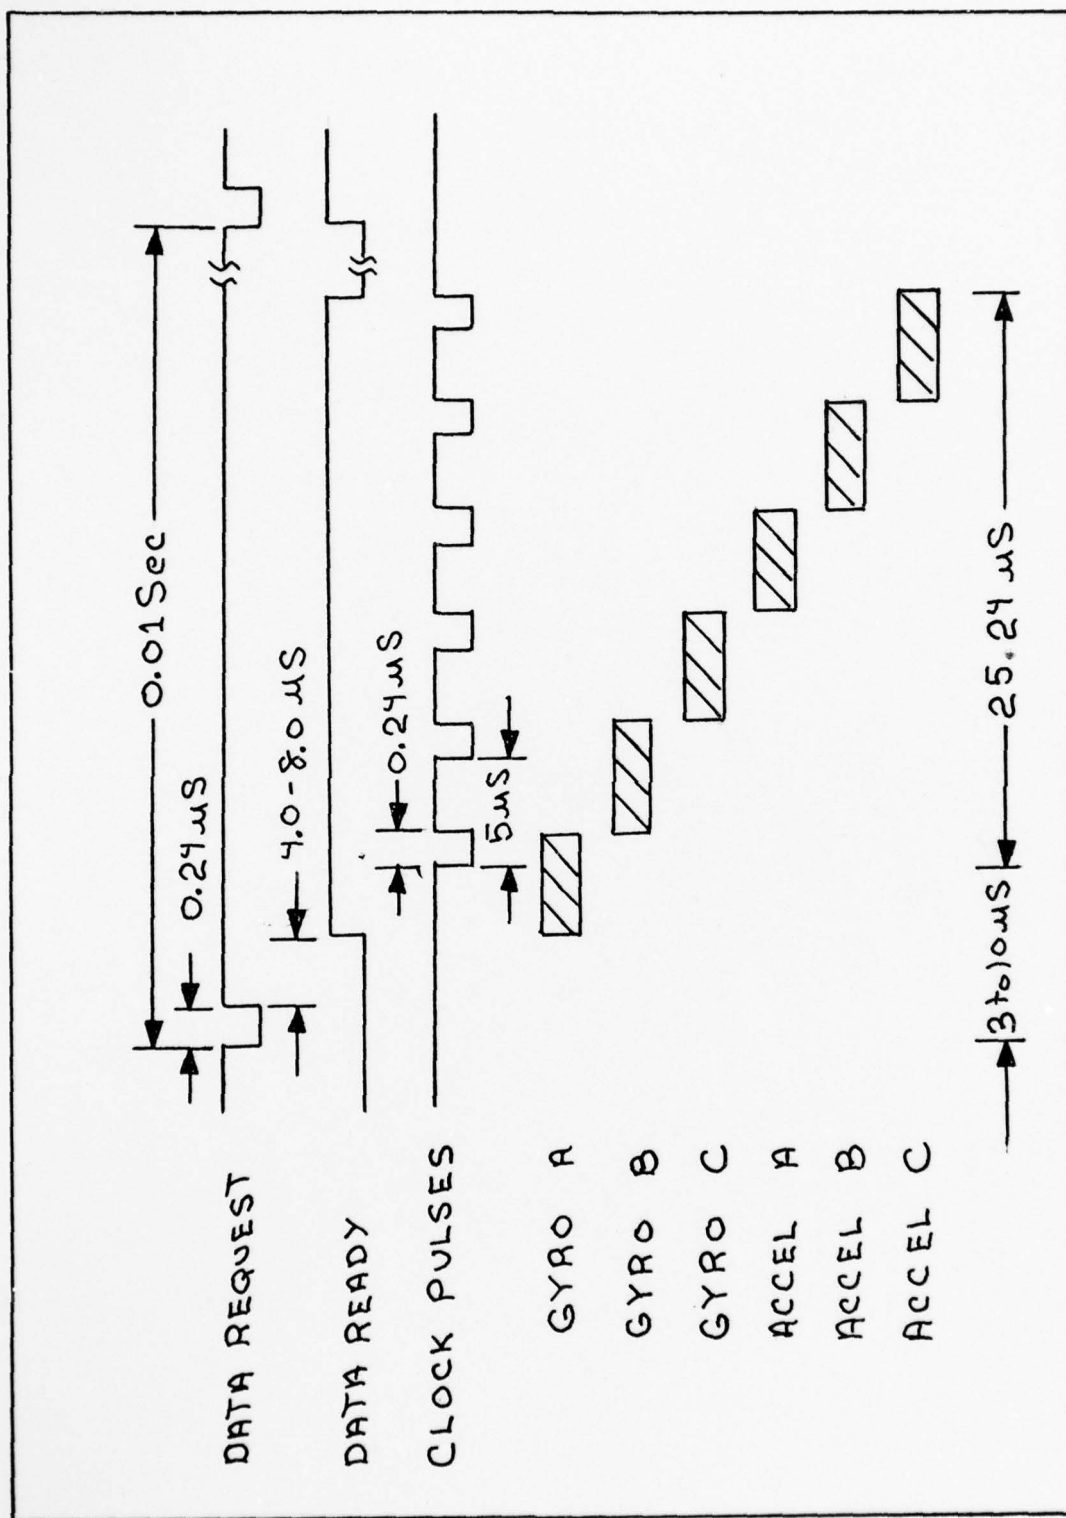 0.01 Sec
0.24 µS
DATA REQUEST
4.0-8.0 µS
DATA READY
0.24 µS
CLOCK PULSES
5 µS
GYRO A
GYRO B
GYRO C
ACCEL A
ACCEL B
ACCEL C
3 to 10 µS
25.24 µS